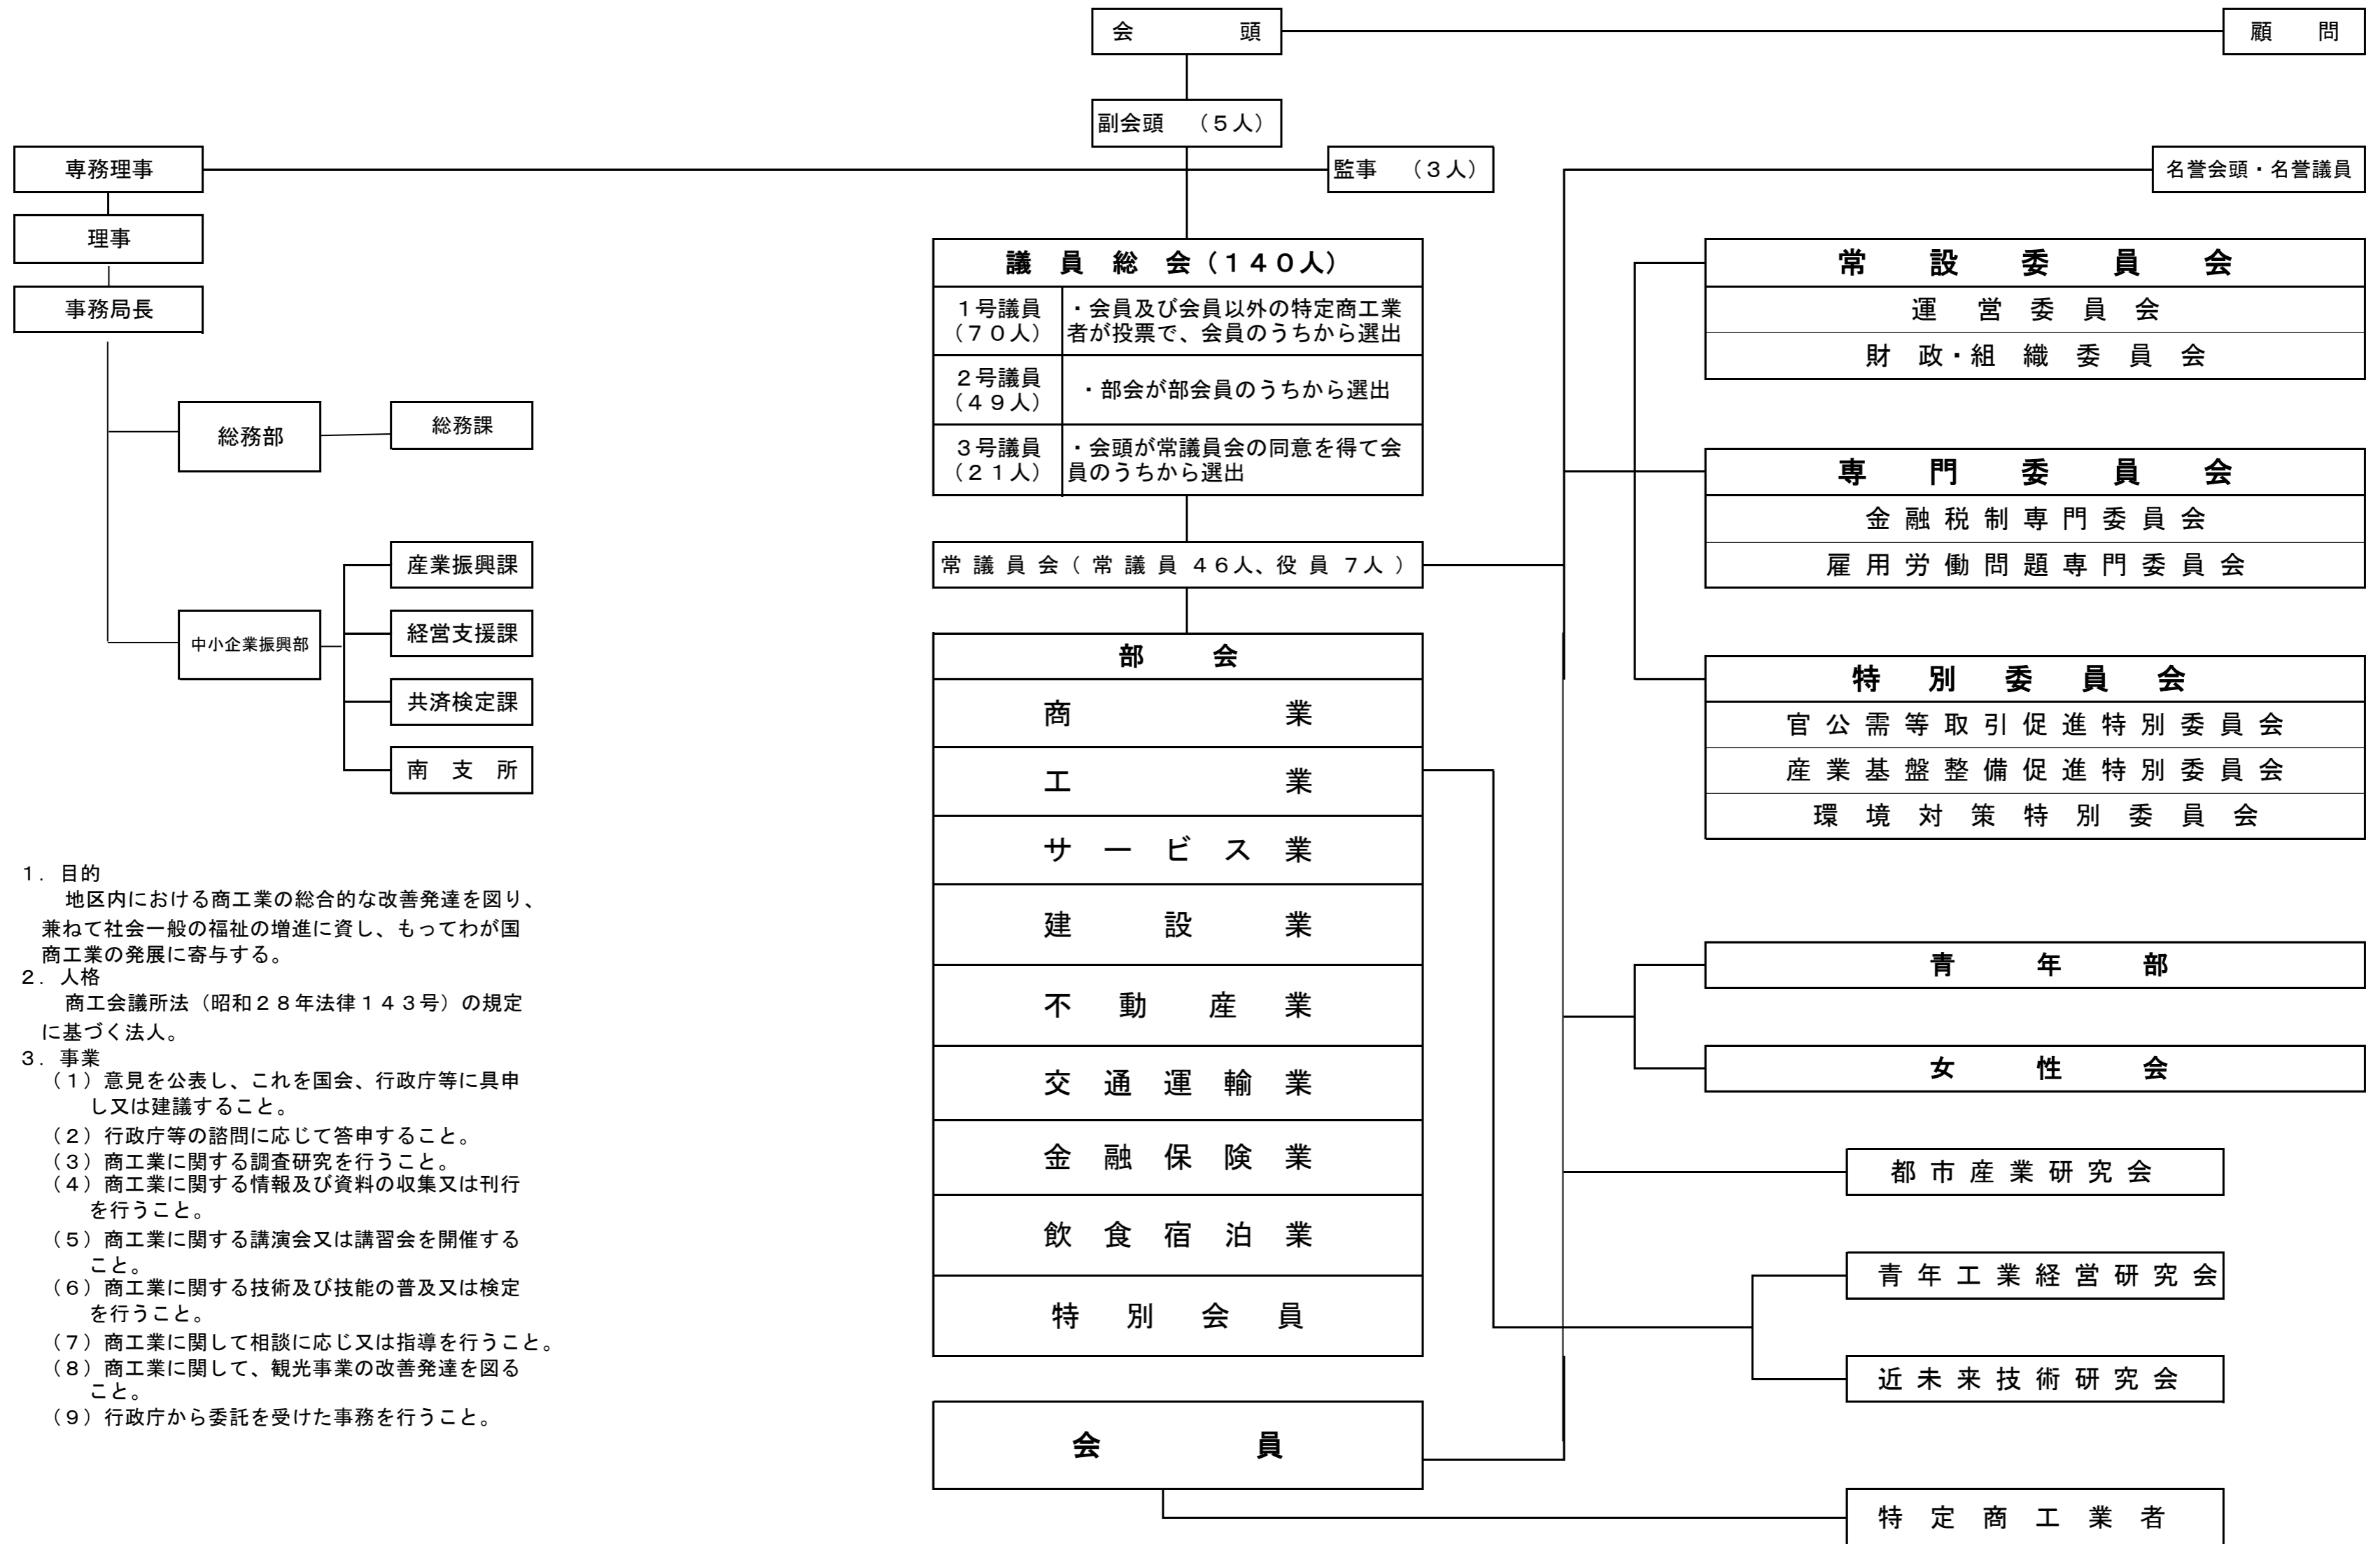 会　頭
顧　問
副会頭　（５人）
専務理事
監事　（３人）
名誉会頭・名誉議員
理事
事務局長
総務部
総務課
中小企業振興部
産業振興課
経営支援課
共済検定課
南　支　所
議　員　総　会（１４０人）
１号議員
（７０人）
・会員及び会員以外の特定商工業
者が投票で、会員のうちから選出
２号議員
（４９人）
・部会が部会員のうちから選出
３号議員
（２１人）
・会頭が常議員会の同意を得て会
員のうちから選出
常議員会（常議員４６人、役員７人）
部　会
商　業
工　業
サービス業
建　設　業
不　動　産　業
交通運輸業
金融保険業
飲食宿泊業
特　別　会　員
会　員
常　設　委　員　会
運　営　委　員　会
財　政・組　織　委　員　会
専　門　委　員　会
金融税制専門委員会
雇用労働問題専門委員会
特　別　委　員　会
官公需等取引促進特別委員会
産業基盤整備促進特別委員会
環境対策特別委員会
青　年　部
女　性　会
都市産業研究会
青年工業経営研究会
近未来技術研究会
特定商工業者
１．目的
地区内における商工業の総合的な改善発達を図り、
兼ねて社会一般の福祉の増進に資し、もってわが国
商工業の発展に寄与する。
２．人格
商工会議所法（昭和２８年法律１４３号）の規定
に基づく法人。
３．事業
（１）意見を公表し、これを国会、行政庁等に具申
し又は建議すること。
（２）行政庁等の諮問に応じて答申すること。
（３）商工業に関する調査研究を行うこと。
（４）商工業に関する情報及び資料の収集又は刊行
を行うこと。
（５）商工業に関する講演会又は講習会を開催する
こと。
（６）商工業に関する技術及び技能の普及又は検定
を行うこと。
（７）商工業に関して相談に応じ又は指導を行うこと。
（８）商工業に関して、観光事業の改善発達を図る
こと。
（９）行政庁から委託を受けた事務を行うこと。